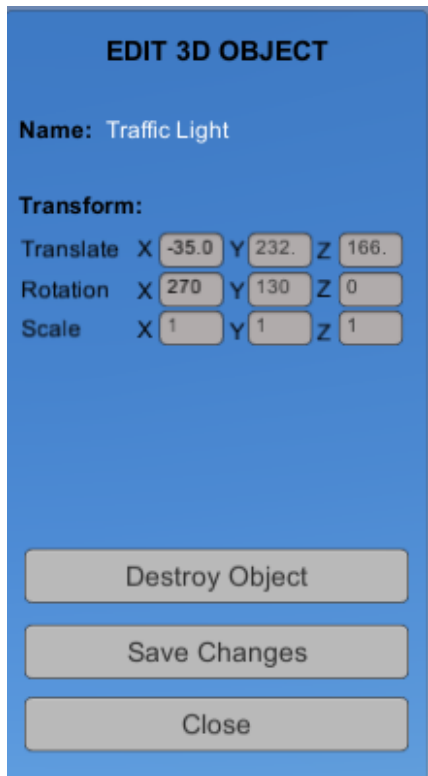 EDIT 3D OBJECT
Name: Traffic Light
Transform:
Translate X -35.0 Y 232. Z 166.
Rotation X 270 Y 130 Z 0
Scale X 1 Y 1 Z 1
Destroy Object
Save Changes
Close